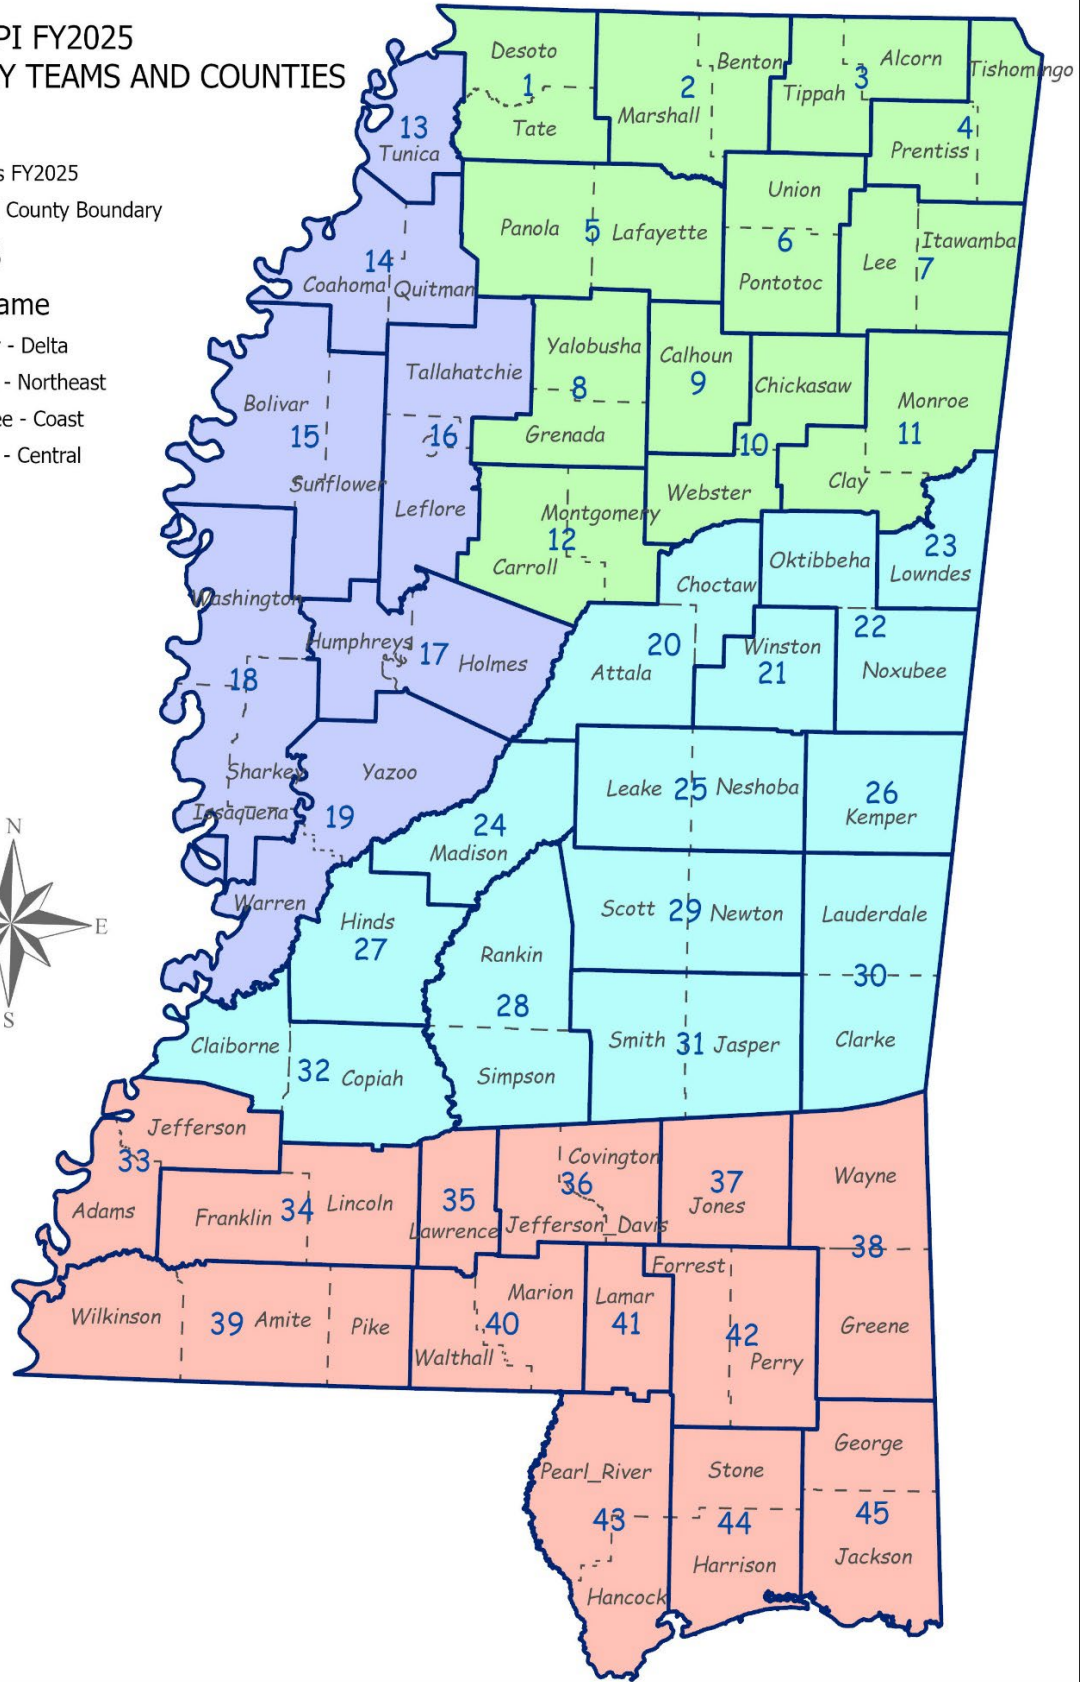 PI FY2025
Y TEAMS AND COUNTIES
s FY2025
County Boundary
ame
- Delta
- Northeast
e - Coast
- Central
N
E
S
Desoto
1
Tate
2
Marshall
Benton
Tippah
3
Alcorn
Tishomingo
4
Prentiss
13
Tunica
Panola
5
Lafayette
Union
6
Pontotoc
Lee
7
Itawamba
14
Coahoma
Quitman
Tallahatchie
16
Leflore
Yalobusha
8
Grenada
Calhoun
9
Chickasaw
10
Webster
Monroe
11
Clay
Bolivar
15
Sunflower
Montgomery
12
Carroll
Choctaw
Oktibbeha
23
Lowndes
Washington
18
Sharkey
Issaquena
Humphreys
17
Holmes
20
Attala
Winston
21
22
Noxubee
Yazoo
19
Warren
24
Madison
Leake
25
Neshoba
26
Kemper
Hinds
27
Rankin
28
Simpson
Scott
29
Newton
Lauderdale
30
Clarke
Smith
31
Jasper
Claiborne
32
Copiah
Jefferson
33
Adams
Franklin
34
Lincoln
35
Lawrence
Covington
36
Jefferson_Davis
37
Jones
Wayne
38
Greene
Wilkinson
39
Amite
Pike
Marion
40
Walthall
Lamar
41
Forrest
42
Perry
Pearl_River
43
Hancock
Stone
44
Harrison
George
45
Jackson